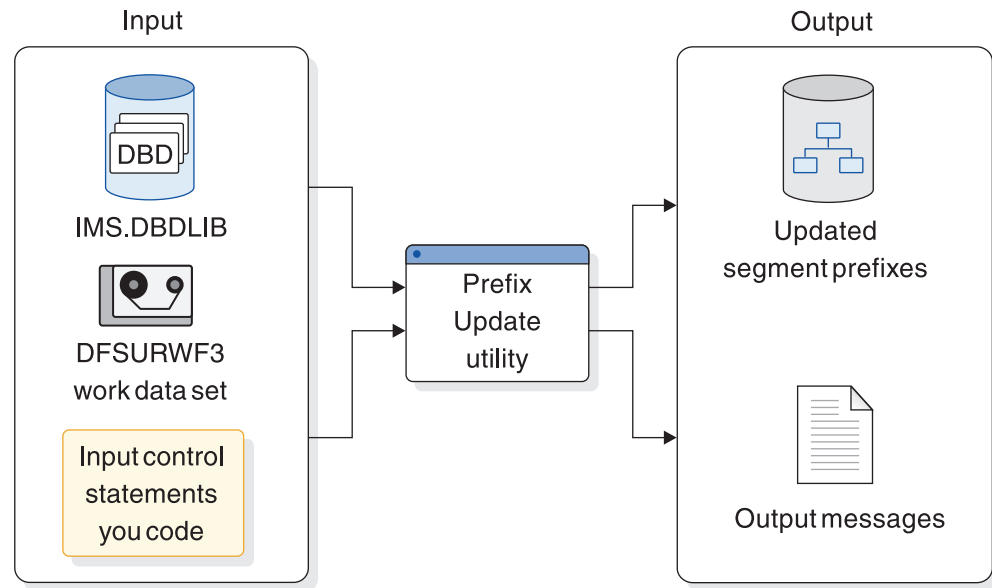 Input
DBD
IMS.DBDLIB
DFSURWF3
work data set
Input control
statements
you code
Prefix
Update
utility
Output
Updated
segment prefixes
Output messages